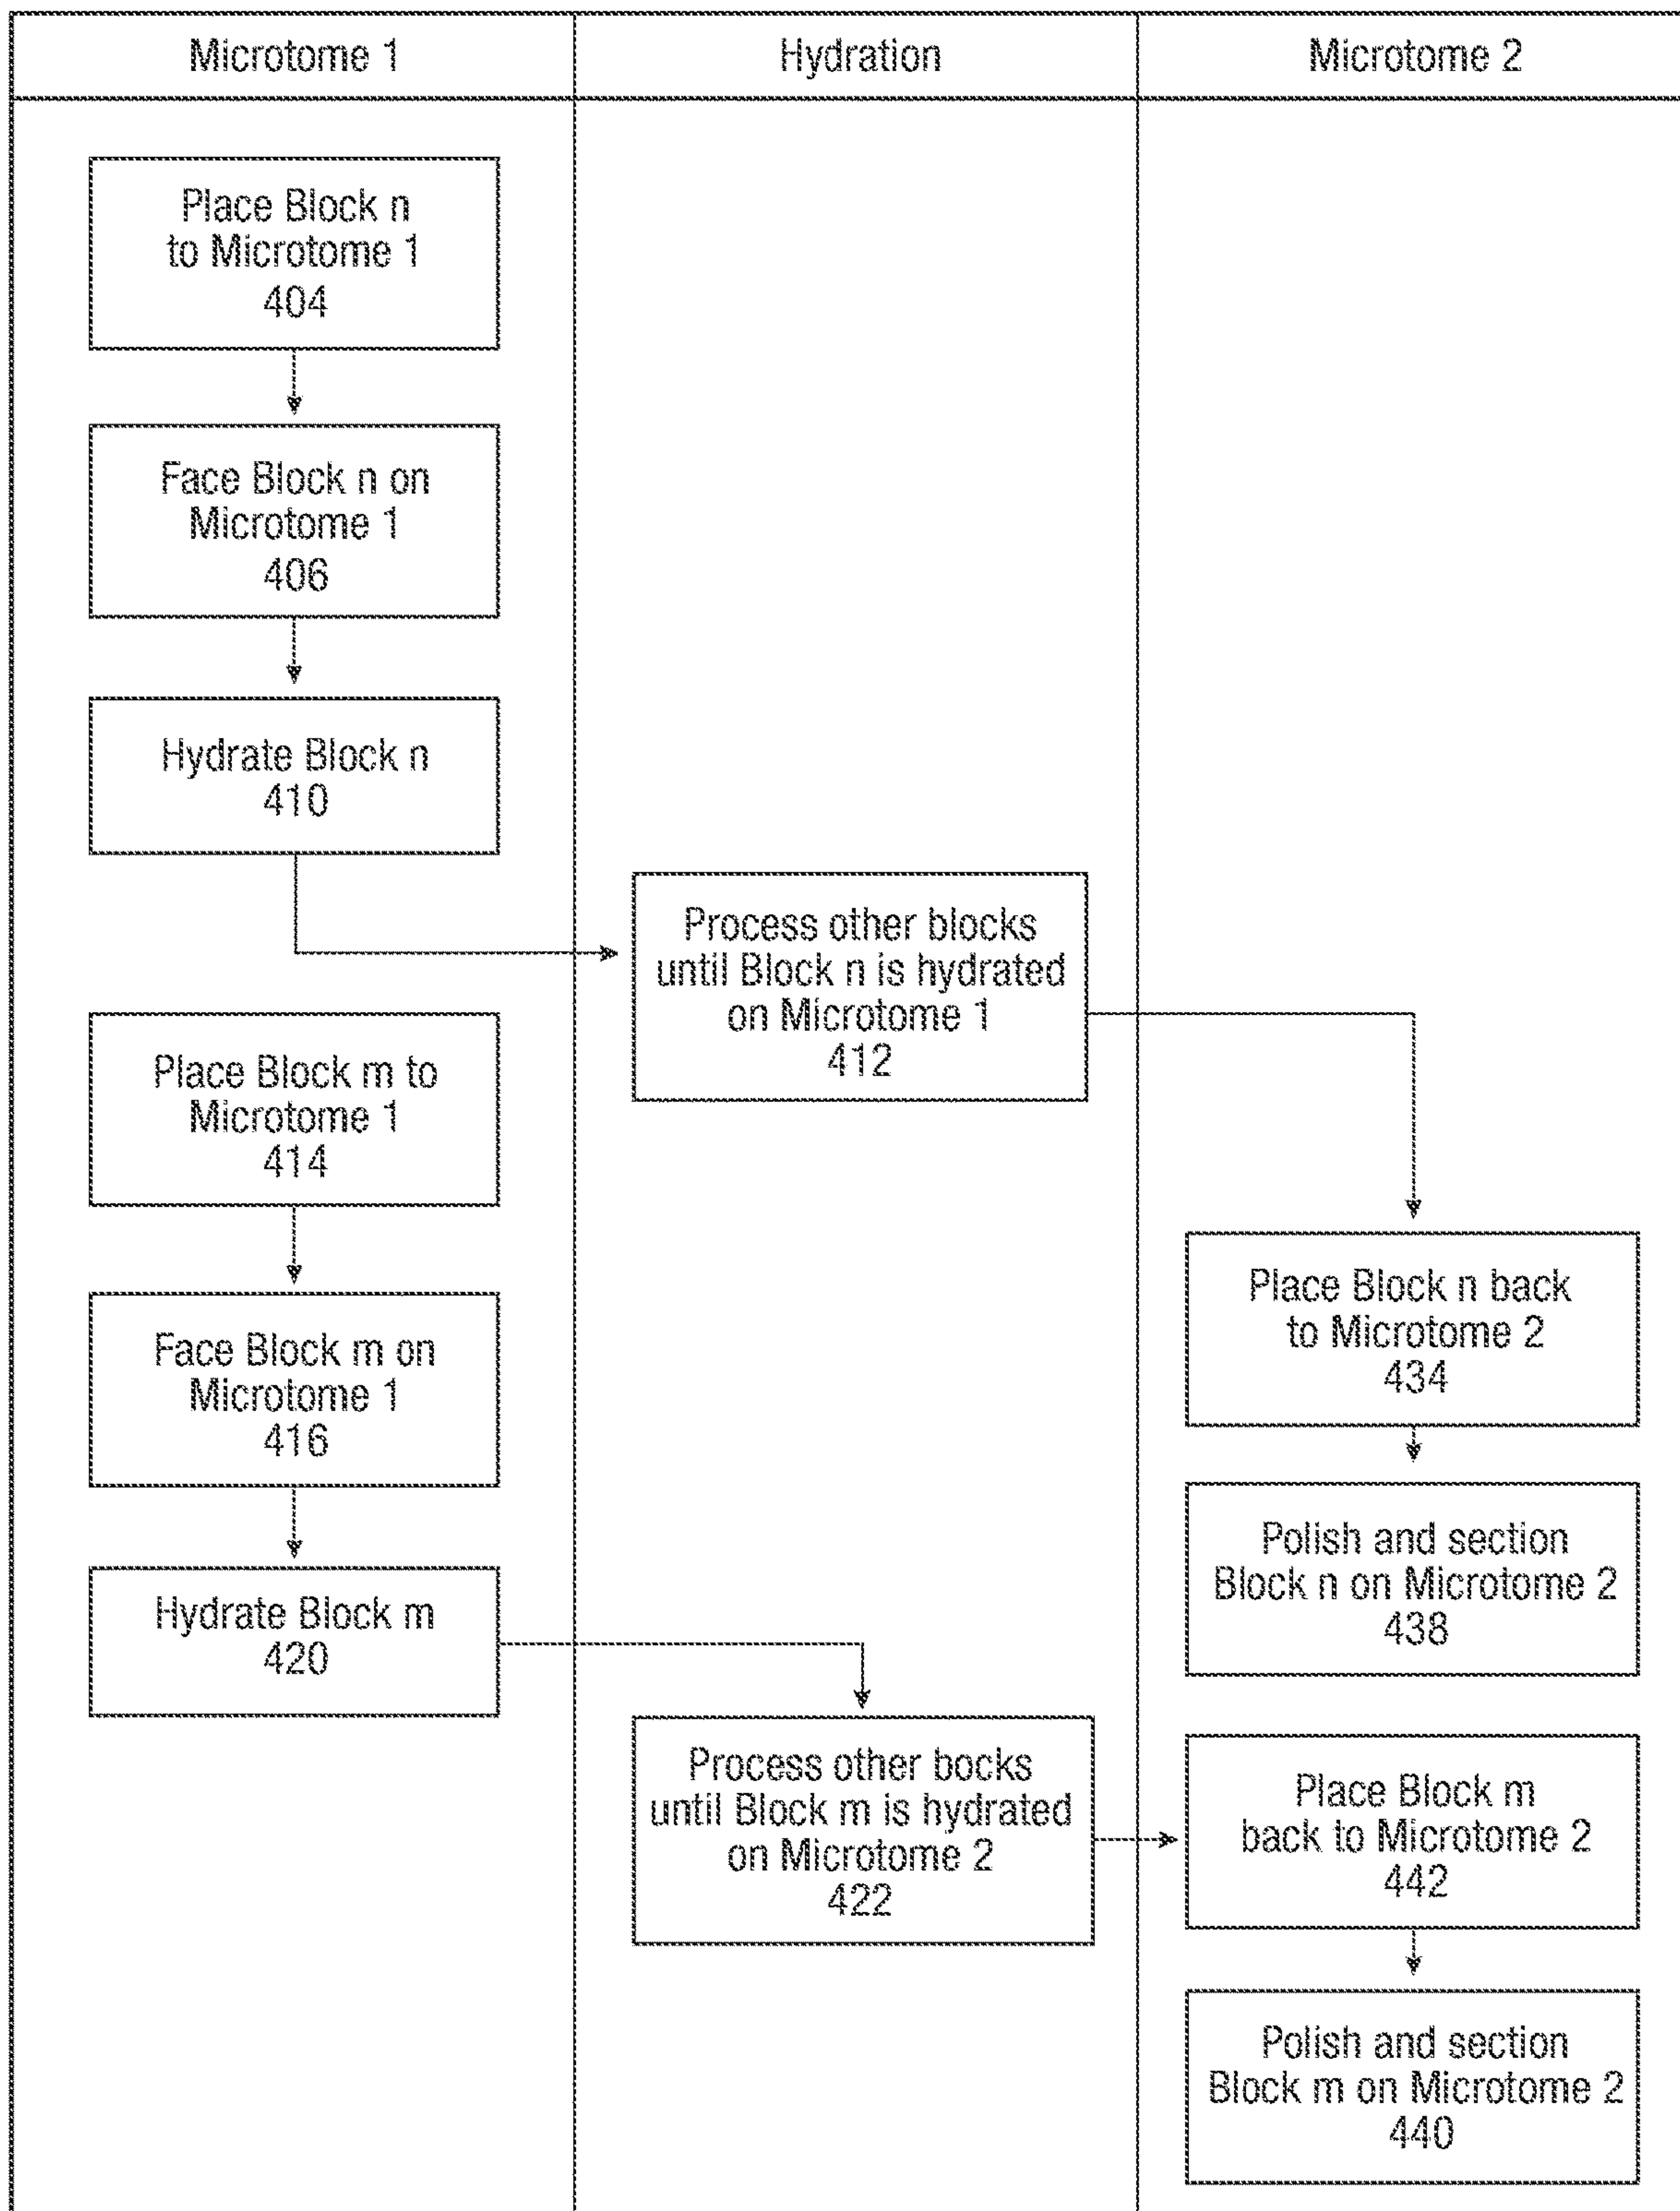 Microtome 1
Hydration
Microtome 2
Place Block n
to Microtome 1
404
Face Block n on
Microtome 1
406
Hydrate Block n
410
Process other blocks
until Block n is hydrated
on Microtome 1
412
Place Block m to
Microtome 1
414
Face Block m on
Microtome 1
416
Hydrate Block m
420
Process other bocks
until Block m is hydrated
on Microtome 2
422
Place Block n back
to Microtome 2
434
Polish and section
Block n on Microtome 2
438
Place Block m
back to Microtome 2
442
Polish and section
Block m on Microtome 2
440